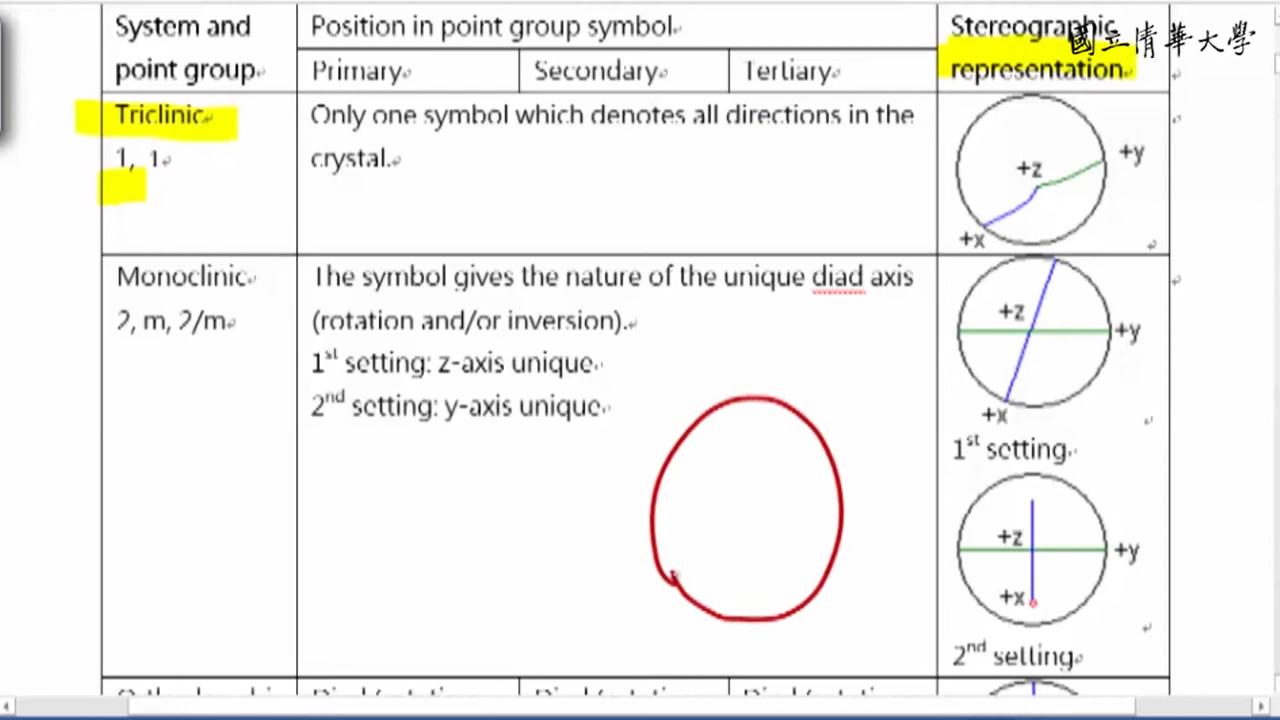 System and
point group
Position in point group symbol
Primary
Secondary
Tertiary
Stereographic
representation
國立清華大學
Triclinic
1, 1
Only one symbol which denotes all directions in the
crystal.
+z
+y
+x
Monoclinic
2, m, 2/m
The symbol gives the nature of the unique diad axis
(rotation and/or inversion).
1st setting: z-axis unique
2nd setting: y-axis unique
+z
+y
+x
1st setting
+z
+y
+x
2nd setting